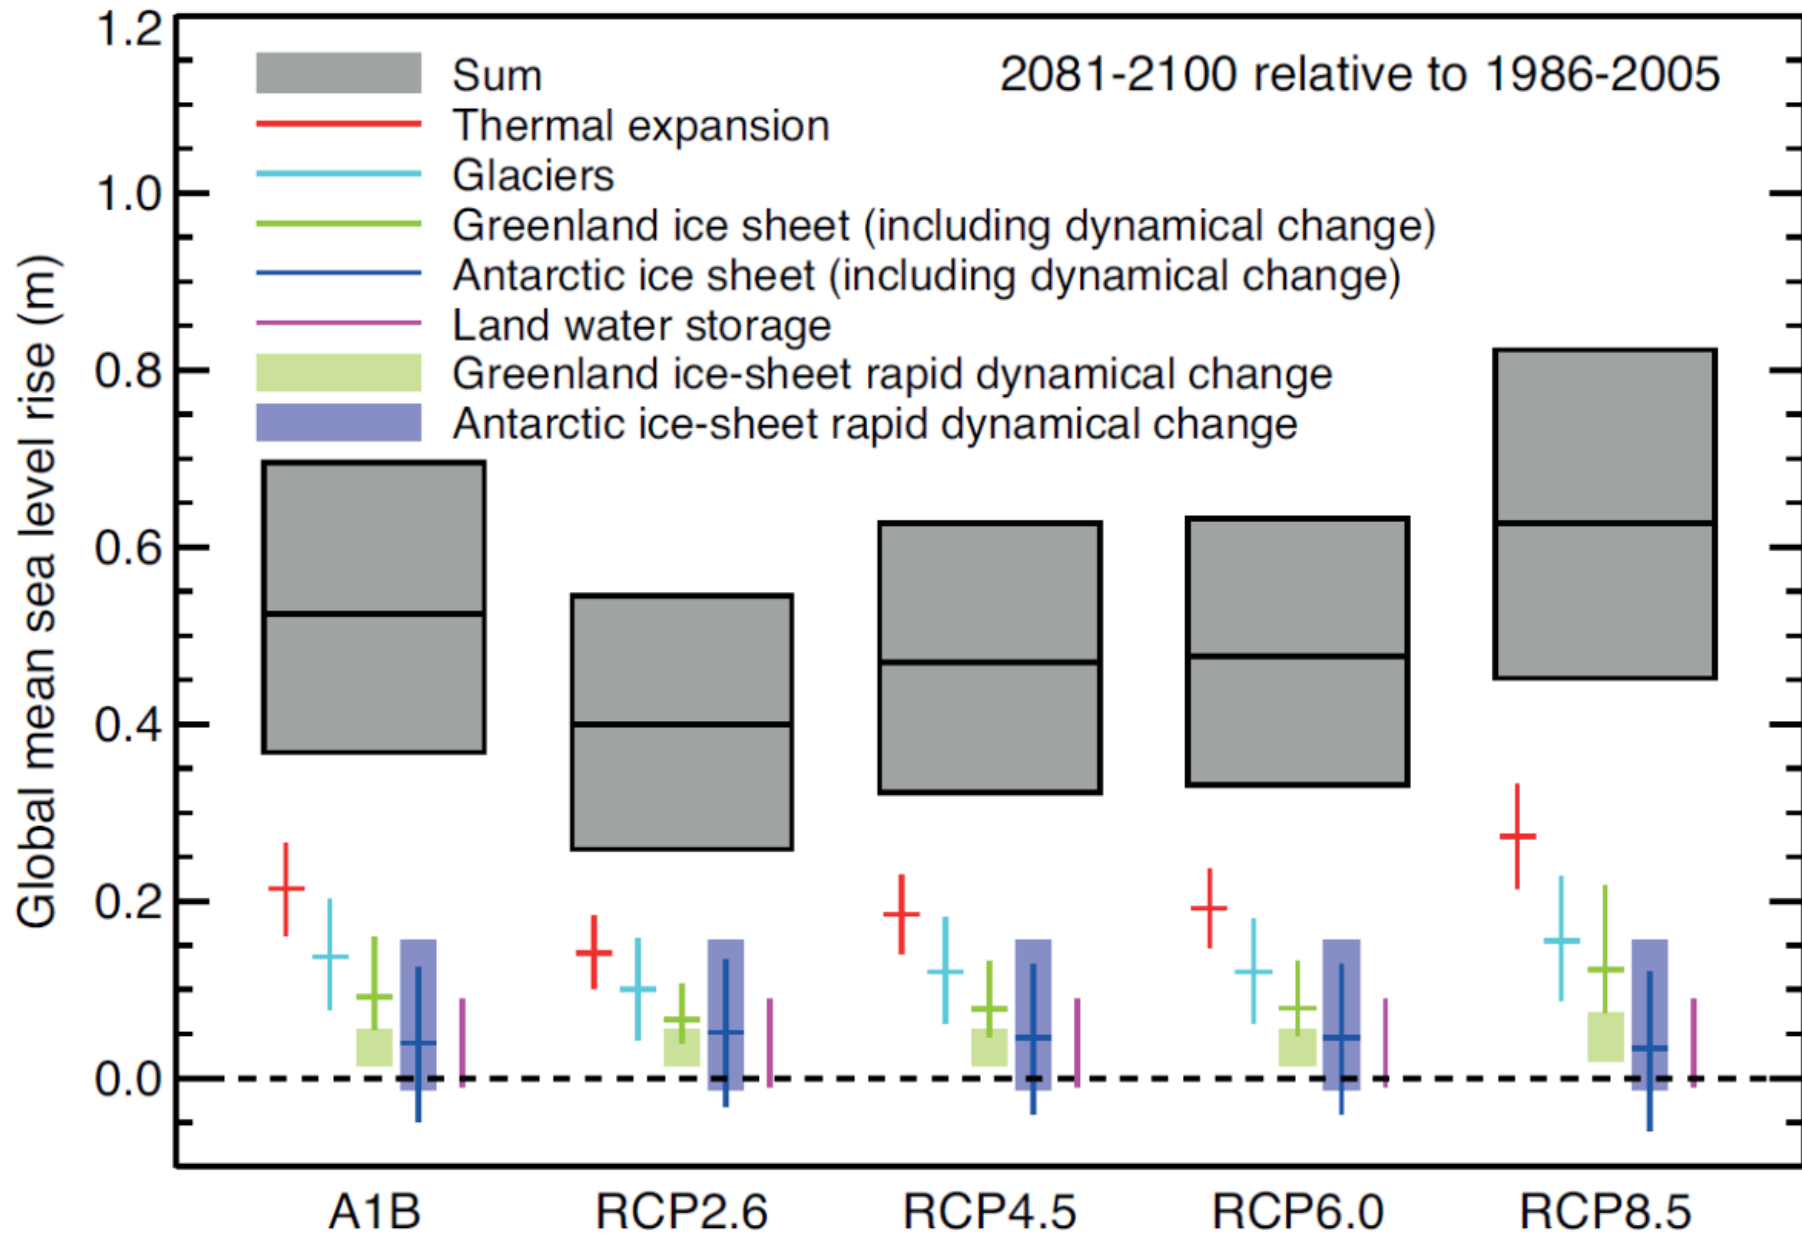 1.2
1.0
0.8
0.6
0.4
0.2
0.0
Global mean sea level rise (m)
2081-2100 relative to 1986-2005
Sum
Thermal expansion
Glaciers
Greenland ice sheet (including dynamical change)
Antarctic ice sheet (including dynamical change)
Land water storage
Greenland ice-sheet rapid dynamical change
Antarctic ice-sheet rapid dynamical change
A1B RCP2.6 RCP4.5 RCP6.0 RCP8.5